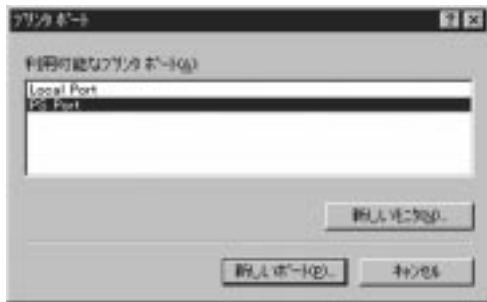 プリンタ ポート
利用可能なプリンタ ポート(A)
Local Port
PS Port
新しいモニタ(M)...
新しいポート(P)...
キャンセル